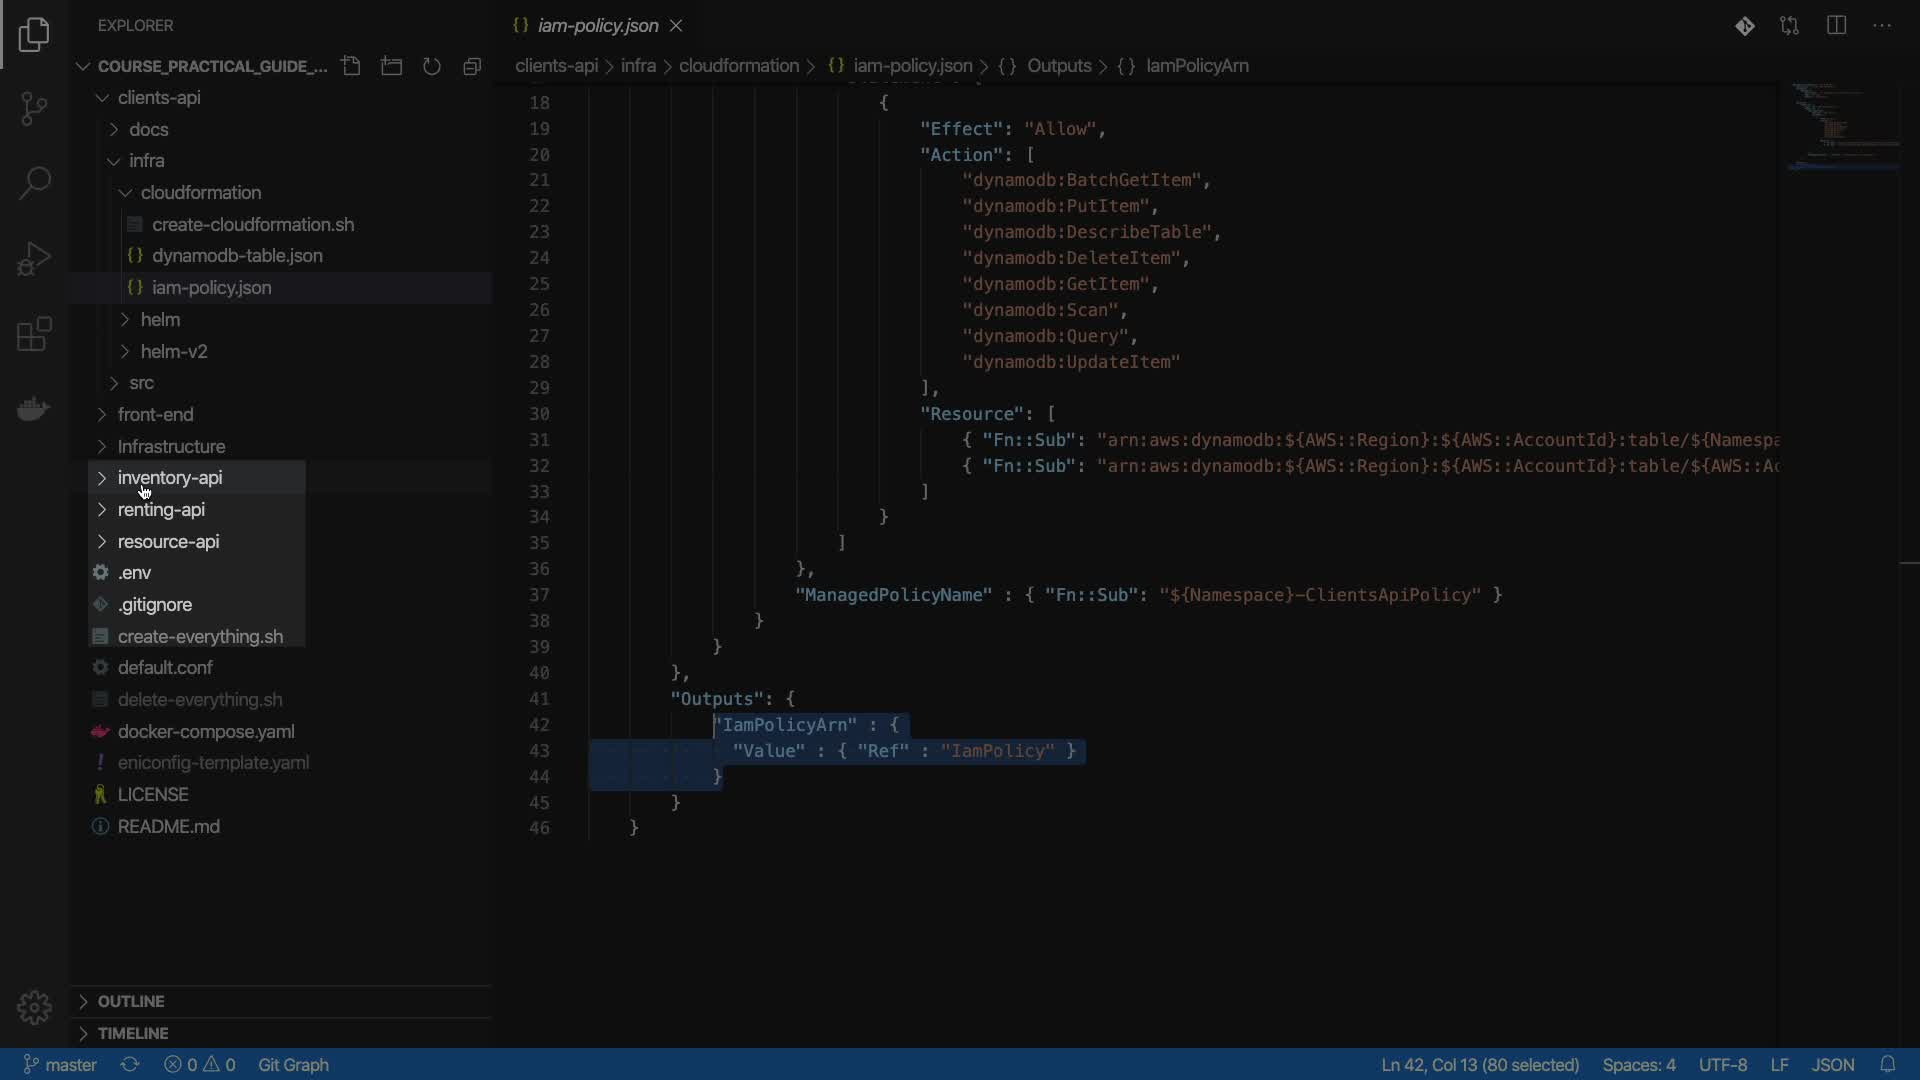 EXPLORER
{} iam-policy.json
COURSE_PRACTICAL_GUIDE_...
clients-api > infra > cloudformation > {} iam-policy.json > {} Outputs > {} IamPolicyArn
clients-api
docs
infra
cloudformation
create-cloudformation.sh
{} dynamodb-table.json
{} iam-policy.json
helm
helm-v2
src
front-end
Infrastructure
inventory-api
renting-api
resource-api
.env
.gitignore
create-everything.sh
default.conf
delete-everything.sh
docker-compose.yaml
! eniconfig-template.yaml
LICENSE
README.md
OUTLINE
TIMELINE
18 {
19 "Effect": "Allow",
20 "Action": [
21 "dynamodb:BatchGetItem",
22 "dynamodb:PutItem",
23 "dynamodb:DescribeTable",
24 "dynamodb:DeleteItem",
25 "dynamodb:GetItem",
26 "dynamodb:Scan",
27 "dynamodb:Query",
28 "dynamodb:UpdateItem"
29 ],
30 "Resource": [
31 { "Fn::Sub": "arn:aws:dynamodb:${AWS::Region}:${AWS::AccountId}:table/${Namespa
32 { "Fn::Sub": "arn:aws:dynamodb:${AWS::Region}:${AWS::AccountId}:table/${AWS::Ac
33 ]
34 }
35 ]
36 },
37 "ManagedPolicyName" : { "Fn::Sub": "${Namespace}-ClientsApiPolicy" }
38 }
39 }
40 },
41 "Outputs": {
42 "IamPolicyArn" : {
43 "Value" : { "Ref" : "IamPolicy" }
44 }
45 }
46 }
master 0 0 Git Graph Ln 42, Col 13 (80 selected) Spaces: 4 UTF-8 LF JSON